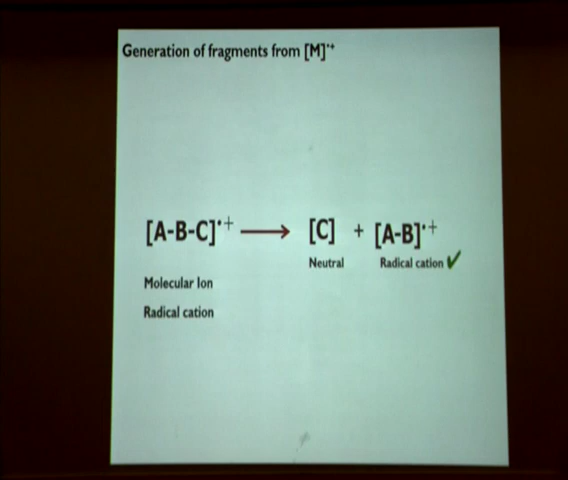 Generation of fragments from [M]•+
[A-B-C]•+ ⟶ [C] + [A-B]•+
Neutral Radical cation ✓
Molecular Ion
Radical cation